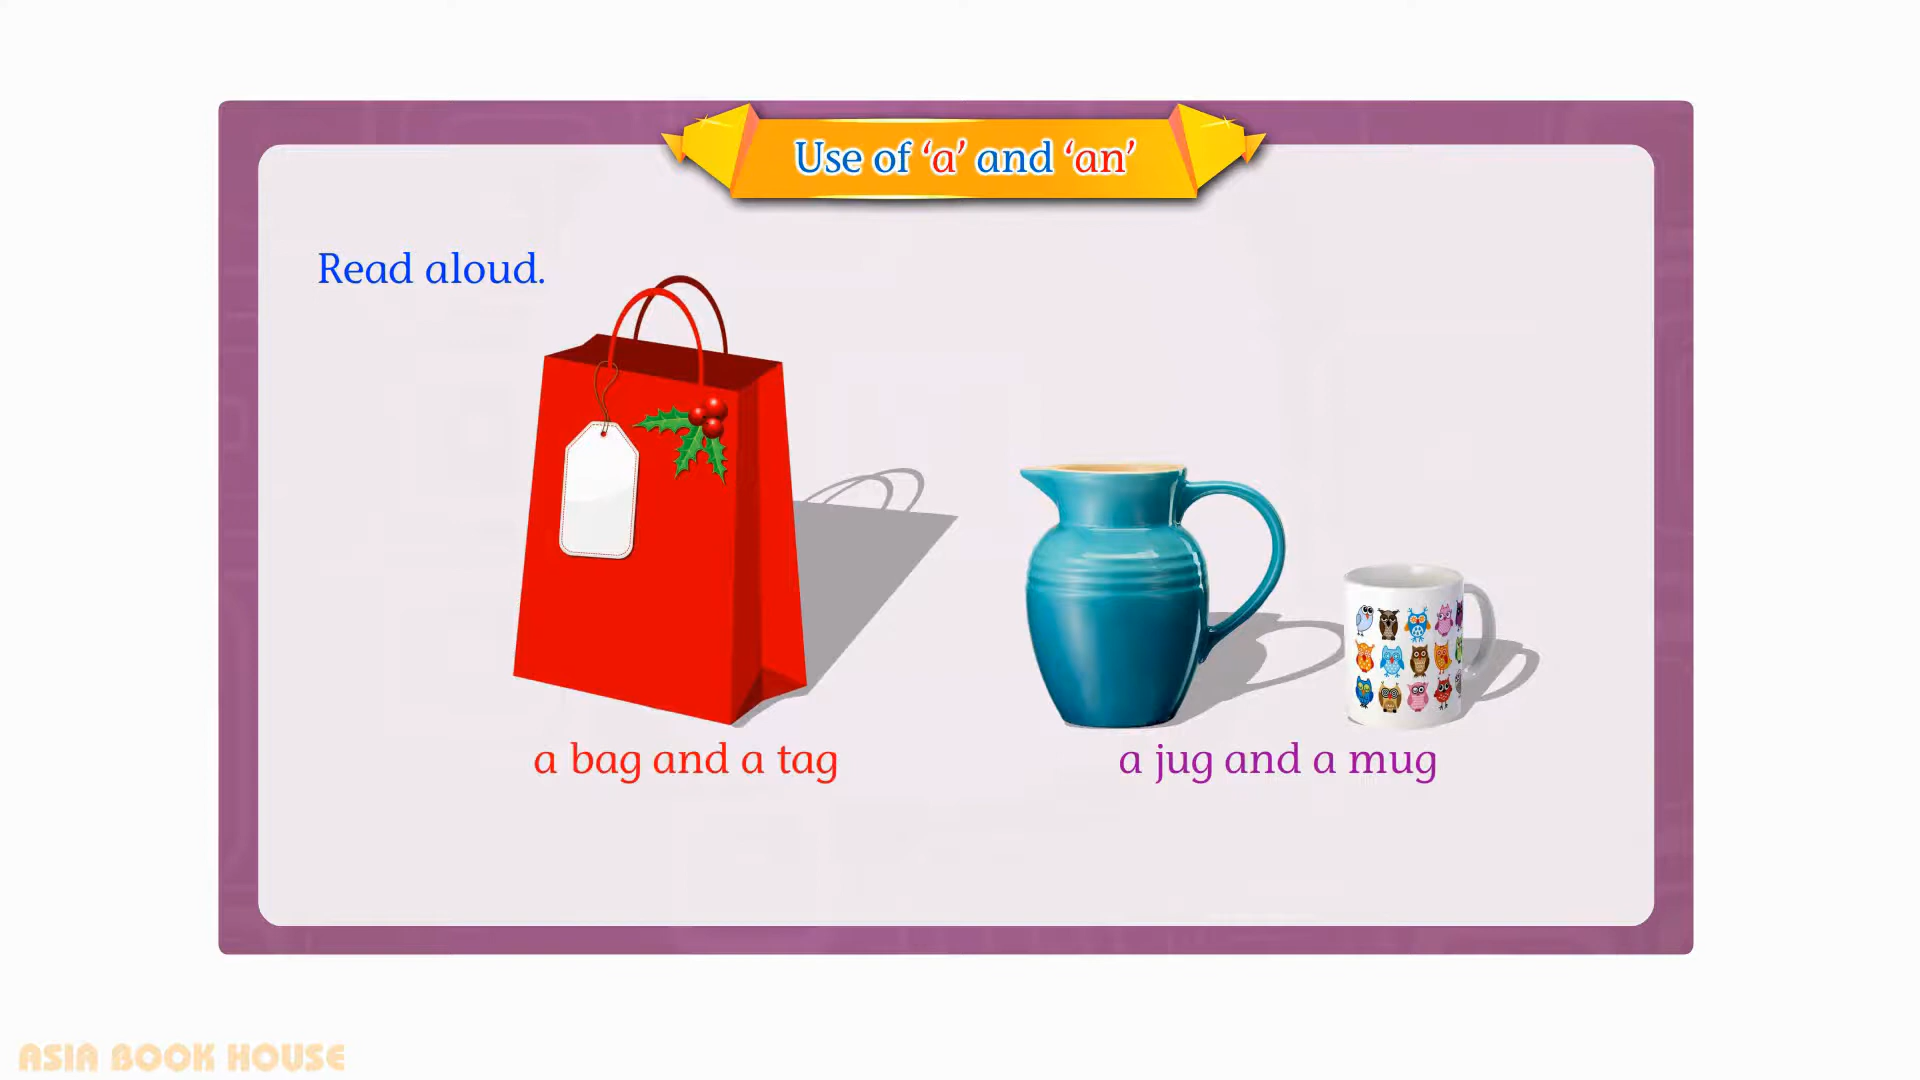 Use of ‘a’ and ‘an’
Read aloud.
a bag and a tag
a jug and a mug
ASIA BOOK HOUSE